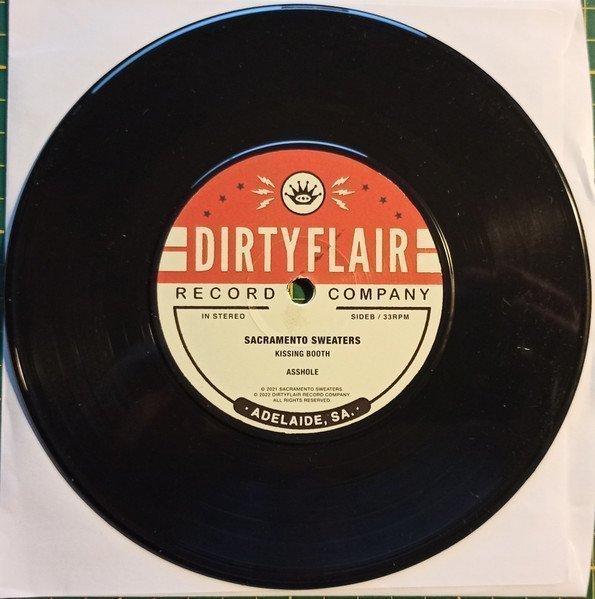 DIRTYFLAIR
RECORD COMPANY
IN STEREO SIDEB / 33RPM
SACRAMENTO SWEATERS
KISSING BOOTH
ASSHOLE
© 2021 SACRAMENTO SWEATERS.
© 2022 DIRTYFLAIR RECORD COMPANY.
ALL RIGHTS RESERVED.
· ADELAIDE, SA. ·